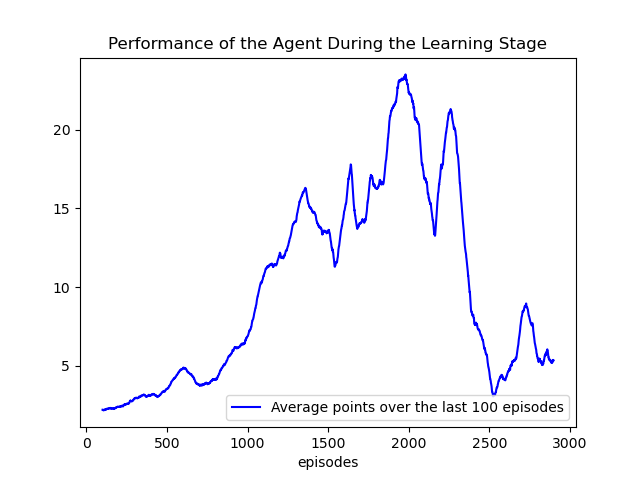 Performance of the Agent During the Learning Stage
20
15
10
5
Average points over the last 100 episodes
0 500 1000 1500 2000 2500 3000
episodes